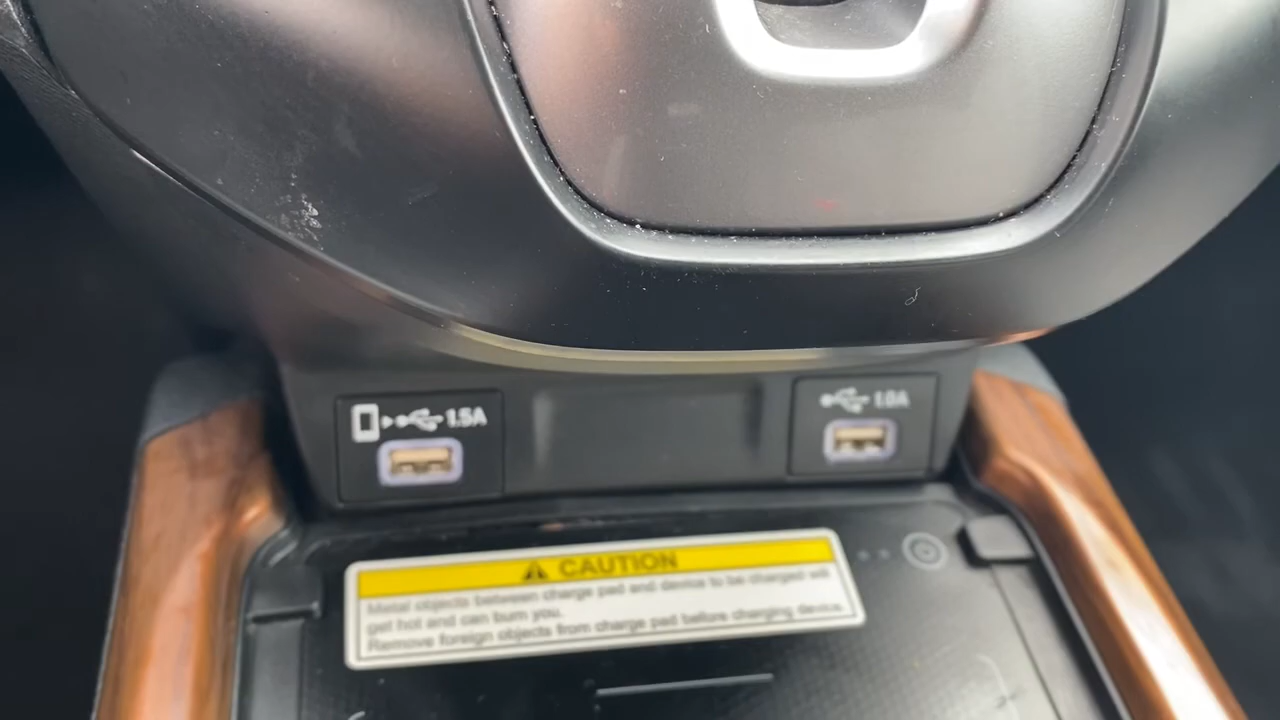 1.5A
1.0A
CAUTION
Metal objects between charge pad and device to be charged will
get hot and can burn you.
Remove foreign objects from charge pad before charging device.